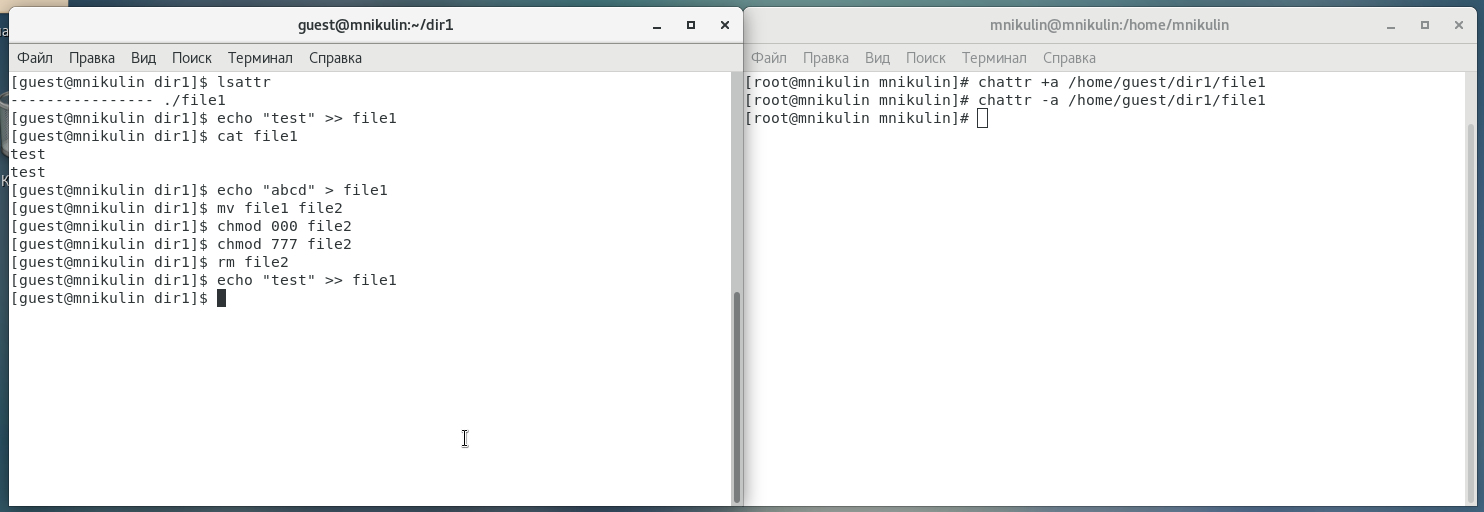 guest@mnikulin:~/dir1
Файл Правка Вид Поиск Терминал Справка
[guest@mnikulin dir1]$ lsattr
---------------- ./file1
[guest@mnikulin dir1]$ echo "test" >> file1
[guest@mnikulin dir1]$ cat file1
test
test
[guest@mnikulin dir1]$ echo "abcd" > file1
[guest@mnikulin dir1]$ mv file1 file2
[guest@mnikulin dir1]$ chmod 000 file2
[guest@mnikulin dir1]$ chmod 777 file2
[guest@mnikulin dir1]$ rm file2
[guest@mnikulin dir1]$ echo "test" >> file1
[guest@mnikulin dir1]$
mnikulin@mnikulin:/home/mnikulin
Файл Правка Вид Поиск Терминал Справка
[root@mnikulin mnikulin]# chattr +a /home/guest/dir1/file1
[root@mnikulin mnikulin]# chattr -a /home/guest/dir1/file1
[root@mnikulin mnikulin]#